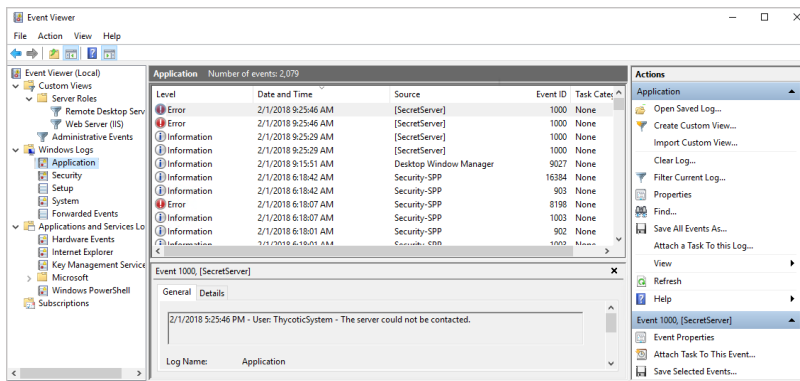 Event Viewer
File Action View Help
Event Viewer (Local)
Custom Views
Server Roles
Remote Desktop Serv
Web Server (IIS)
Administrative Events
Windows Logs
Application
Security
Setup
System
Forwarded Events
Applications and Services Lo
Hardware Events
Internet Explorer
Key Management Service
Microsoft
Windows PowerShell
Subscriptions
Application Number of events: 2,079
Level Date and Time Source Event ID Task Categ
Error 2/1/2018 9:25:46 AM [SecretServer] 1000 None
Error 2/1/2018 9:25:46 AM [SecretServer] 1000 None
Information 2/1/2018 9:25:29 AM [SecretServer] 1000 None
Information 2/1/2018 9:25:29 AM [SecretServer] 1000 None
Information 2/1/2018 9:15:51 AM Desktop Window Manager 9027 None
Information 2/1/2018 6:18:42 AM Security-SPP 16384 None
Information 2/1/2018 6:18:42 AM Security-SPP 903 None
Error 2/1/2018 6:18:07 AM Security-SPP 8198 None
Information 2/1/2018 6:18:07 AM Security-SPP 1003 None
Information 2/1/2018 6:18:01 AM Security-SPP 902 None
Information 2/1/2018 6:18:01 AM Security-SPP 1003 None
Event 1000, [SecretServer]
General Details
2/1/2018 5:25:46 PM - User: ThycoticSystem - The server could not be contacted.
Log Name: Application
Actions
Application
Open Saved Log...
Create Custom View...
Import Custom View...
Clear Log...
Filter Current Log...
Properties
Find...
Save All Events As...
Attach a Task To this Log...
View
Refresh
Help
Event 1000, [SecretServer]
Event Properties
Attach Task To This Event...
Save Selected Events...